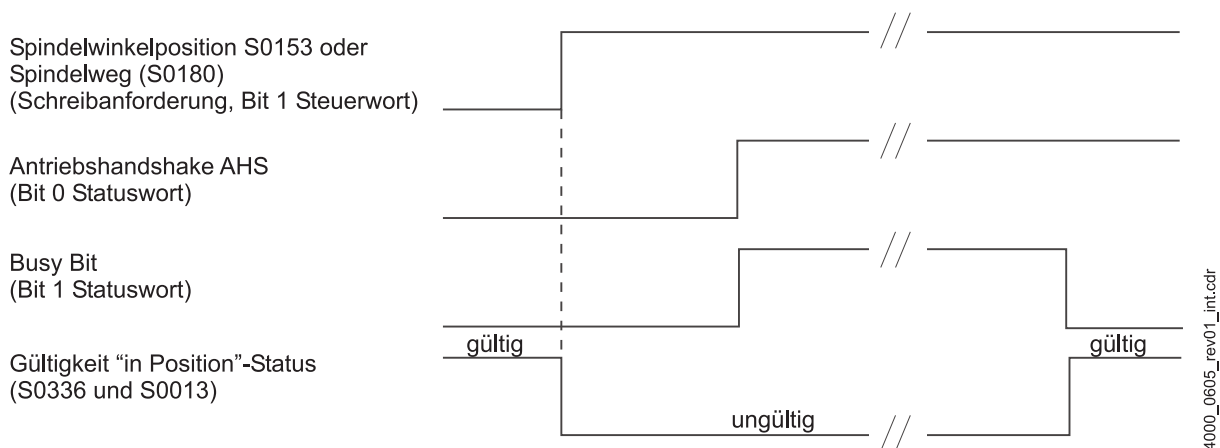 Spindelwinkelposition S0153 oder
Spindelweg (S0180)
(Schreibanforderung, Bit 1 Steuerwort)
Antriebshandshake AHS
(Bit 0 Statuswort)
Busy Bit
(Bit 1 Statuswort)
gültig
gültig
Gültigkeit “in Position”-Status
(S0336 und S0013)
ungültig
4000_0605_rev01_int.cdr